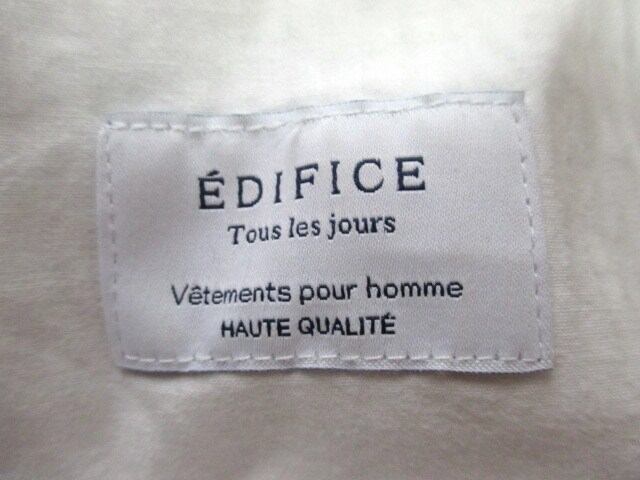 ÉDIFICE
Tous les jours
Vêtements pour homme
HAUTE QUALITÉ